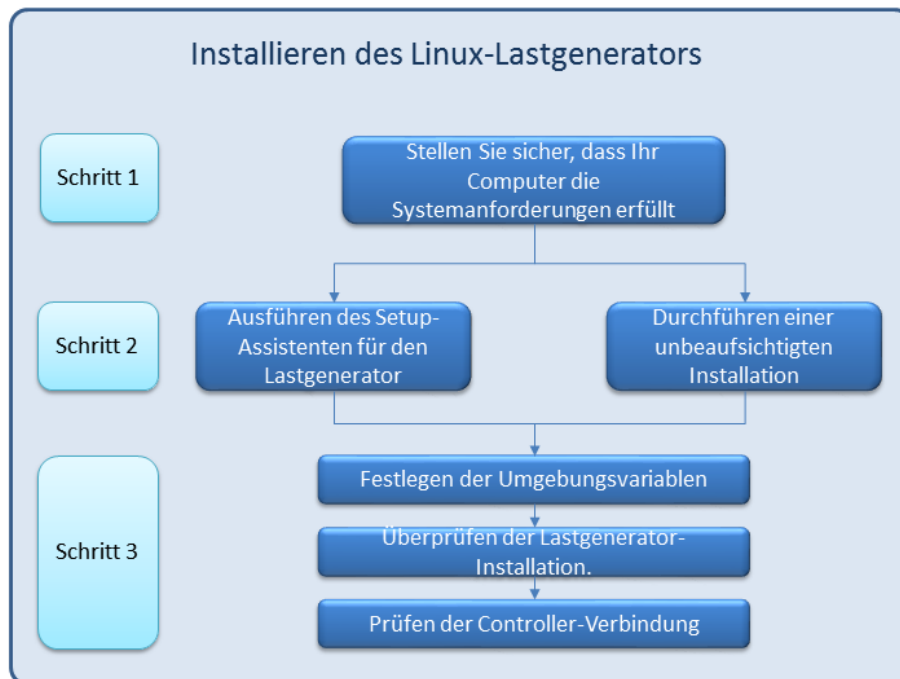 Installieren des Linux-Lastgenerators
Schritt 1
Stellen Sie sicher, dass Ihr
Computer die
Systemanforderungen erfüllt
Schritt 2
Ausführen des Setup-
Assistenten für den
Lastgenerator
Durchführen einer
unbeaufsichtigten
Installation
Schritt 3
Festlegen der Umgebungsvariablen
Überprüfen der Lastgenerator-
Installation.
Prüfen der Controller-Verbindung